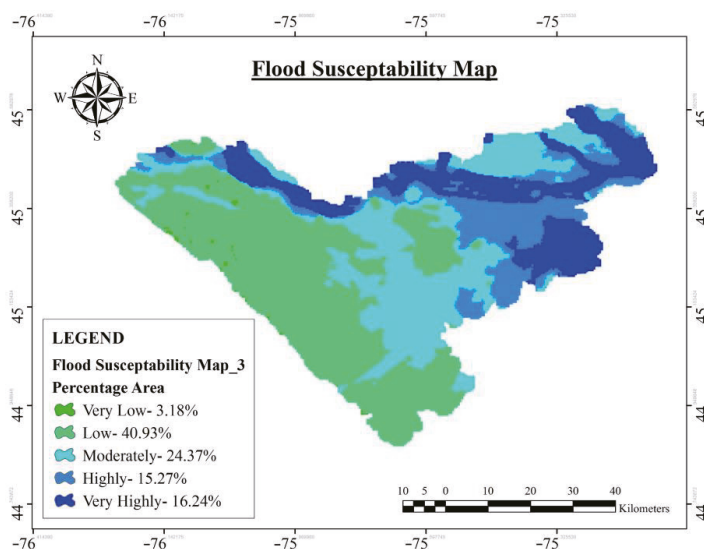 -76 -76 -75 -75 -75
Flood Susceptability Map
N
W E
S
45 45
45 45
45 45
44 44
44 44
LEGEND
Flood Susceptability Map_3
Percentage Area
Very Low- 3.18%
Low- 40.93%
Moderately- 24.37%
Highly- 15.27%
Very Highly- 16.24%
10 5 0 10 20 30 40
Kilometers
-76 -76 -75 -75 -75